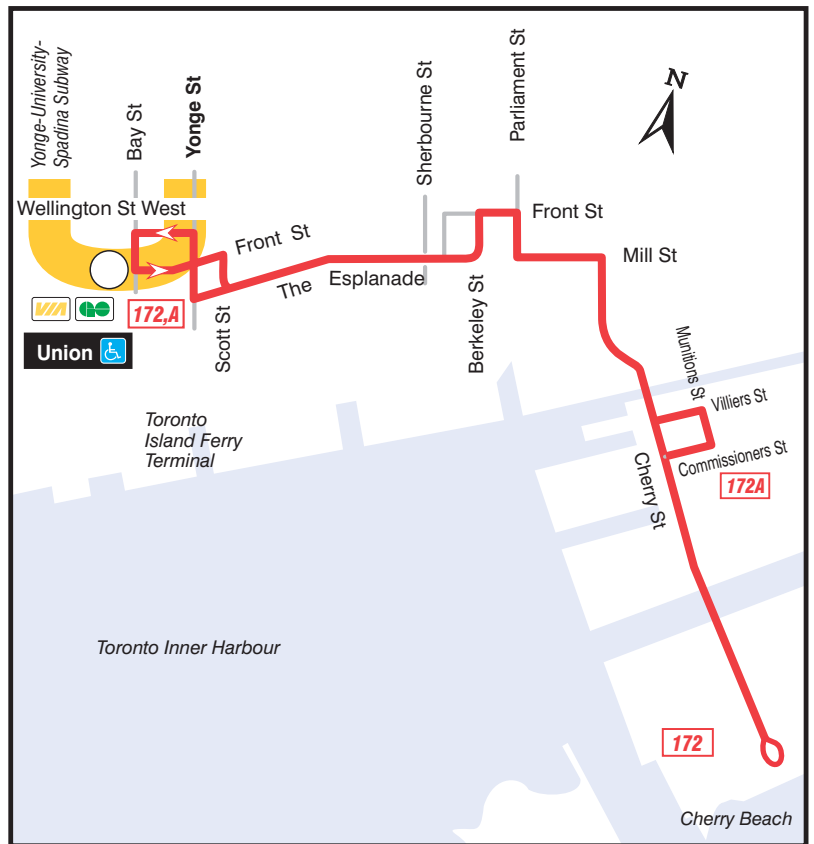 Yonge-University-
Spadina Subway
Bay St
Yonge St
Sherbourne St
Parliament St
N
Wellington St West
Front St
Front St
Mill St
The Esplanade
VIA
GO
172,A
Union
Scott St
Berkeley St
Munitions St
Villiers St
Commissioners St
172A
Cherry St
Toronto
Island Ferry
Terminal
Toronto Inner Harbour
172
Cherry Beach